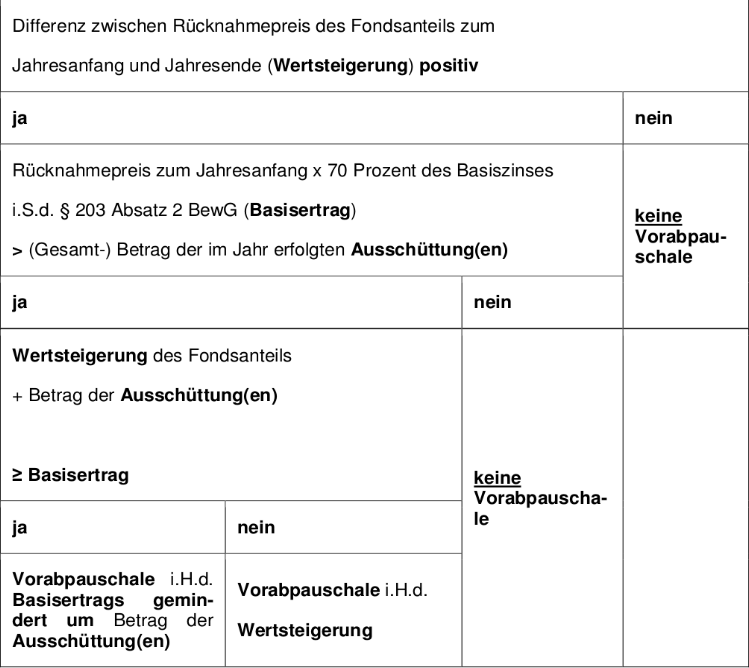 Differenz zwischen Rücknahmepreis des Fondsanteils zum
Jahresanfang und Jahresende (Wertsteigerung) positiv
ja
nein
Rücknahmepreis zum Jahresanfang x 70 Prozent des Basiszinses
i.S.d. § 203 Absatz 2 BewG (Basisertrag)
> (Gesamt-) Betrag der im Jahr erfolgten Ausschüttung(en)
keine
Vorabpau-
schale
ja
nein
Wertsteigerung des Fondsanteils
+ Betrag der Ausschüttung(en)
≥ Basisertrag
keine
Vorabpauscha-
le
ja
nein
Vorabpauschale i.H.d.
Basisertrags gemin-
dert um Betrag der
Ausschüttung(en)
Vorabpauschale i.H.d.
Wertsteigerung